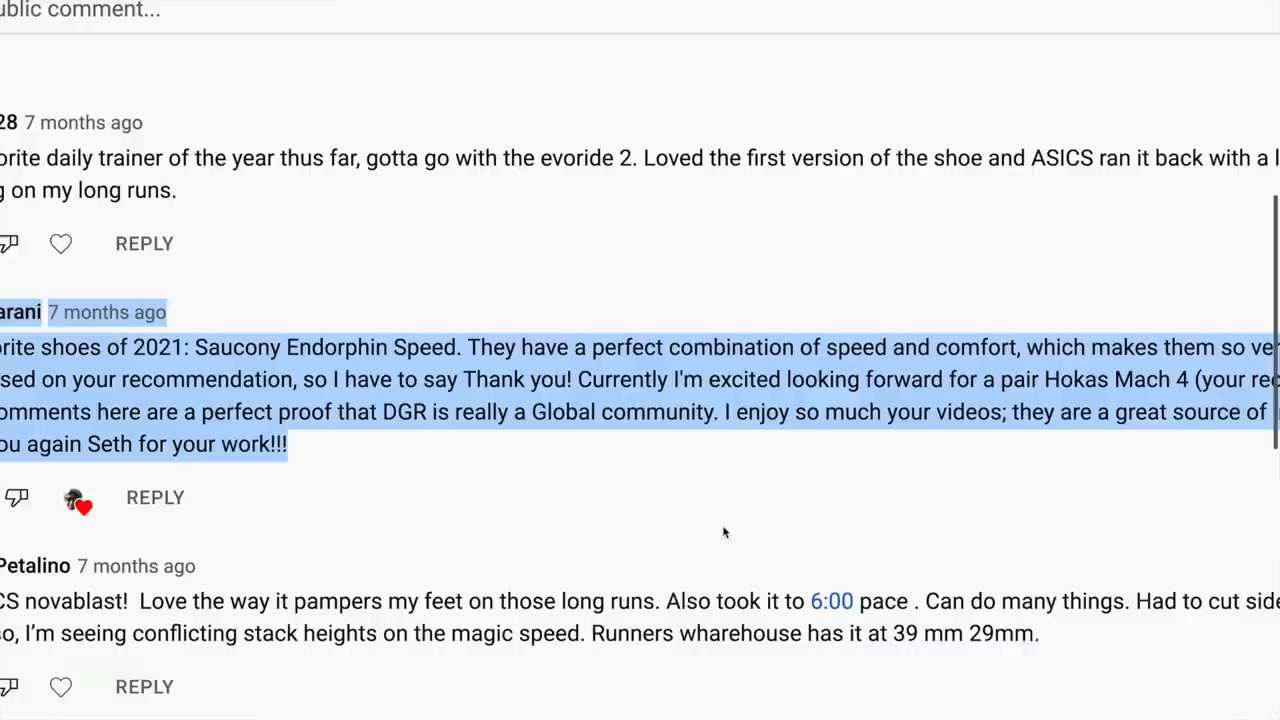 ublic comment...
28 7 months ago
orite daily trainer of the year thus far, gotta go with the evoride 2. Loved the first version of the shoe and ASICS ran it back with a l
g on my long runs.
REPLY
arani 7 months ago
orite shoes of 2021: Saucony Endorphin Speed. They have a perfect combination of speed and comfort, which makes them so ver
sed on your recommendation, so I have to say Thank you! Currently I'm excited looking forward for a pair Hokas Mach 4 (your rec
omments here are a perfect proof that DGR is really a Global community. I enjoy so much your videos; they are a great source of
ou again Seth for your work!!!
REPLY
Petalino 7 months ago
CS novablast! Love the way it pampers my feet on those long runs. Also took it to 6:00 pace . Can do many things. Had to cut side
so, I’m seeing conflicting stack heights on the magic speed. Runners wharehouse has it at 39 mm 29mm.
REPLY